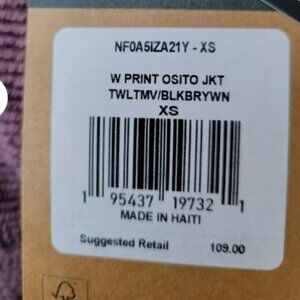 NF0A5IZA21Y - XS
W PRINT OSITO JKT
TWLTMV/BLKBRYWN
XS
1 95437 19732 1
MADE IN HAITI
Suggested Retail 109.00